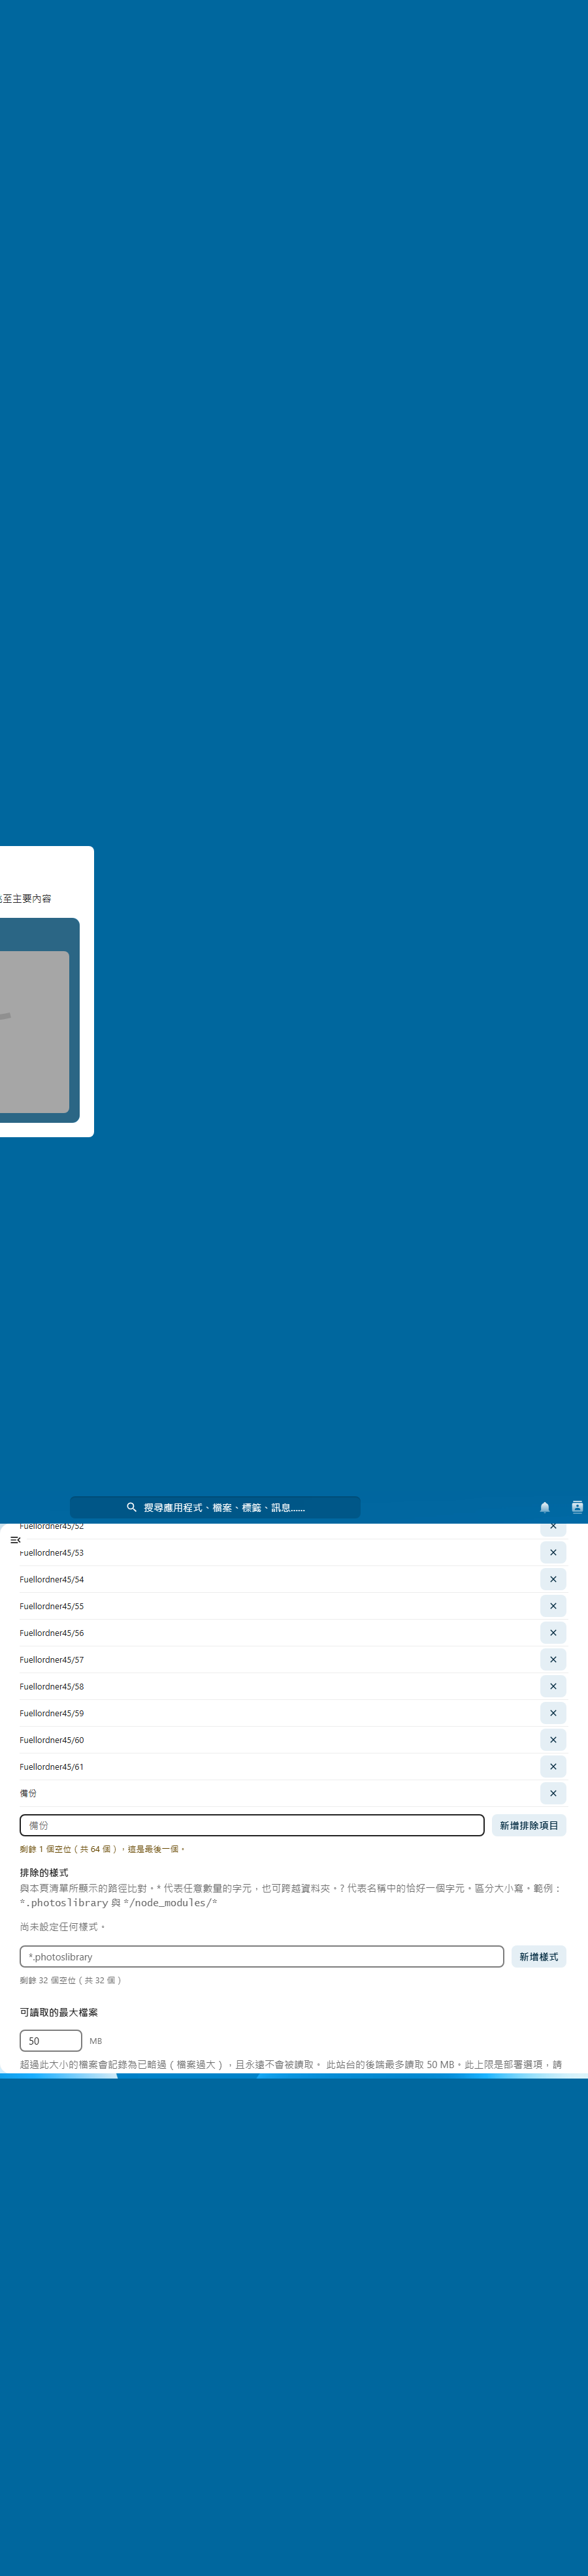 至主要內容
搜尋應用程式、檔案、標籤、訊息……
Fuellordner45/52
Fuellordner45/53
Fuellordner45/54
Fuellordner45/55
Fuellordner45/56
Fuellordner45/57
Fuellordner45/58
Fuellordner45/59
Fuellordner45/60
Fuellordner45/61
備份
備份 新增排除項目
剩餘 1 個空位（共 64 個），這是最後一個。
排除的樣式
與本頁清單所顯示的路徑比對。* 代表任意數量的字元，也可跨越資料夾。? 代表名稱中的恰好一個字元。區分大小寫。範例：
*.photoslibrary 與 */node_modules/*
尚未設定任何樣式。
*.photoslibrary 新增樣式
剩餘 32 個空位（共 32 個）
可讀取的最大檔案
50 MB
超過此大小的檔案會記錄為已略過（檔案過大），且永遠不會被讀取。 此站台的後端最多讀取 50 MB。此上限是部署選項，請